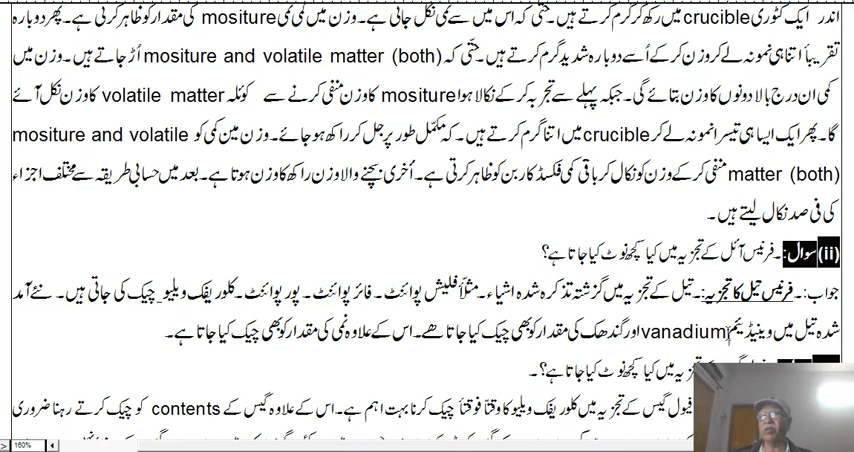 اندر ایک کٹوری crucible میں رکھ کر گرم کرتے ہیں۔ حتّٰی کہ اس میں سے نمی نکل جاتی ہے۔ وزن میں کمی نمی mositure کی مقدار کو ظاہر کرتی ہے۔ پھر دوبارہ
تقریباً اتنا ہی نمونہ لے کر وزن کر کے اُسے دوبارہ شدید گرم کرتے ہیں۔ حتّٰی کہ mositure and volatile matter (both) اُڑ جاتے ہیں۔ وزن میں
کمی ان درج بالا دونوں کا وزن بتائے گی۔ جبکہ پہلے سے تجربہ کر کے نکالا ہوا mositure کا وزن منفی کرنے سے کوئلہ volatile matter کا وزن نکل آئے
گا۔ پھر ایک ایسا ہی تیسرا نمونہ لے کر crucible میں اتنا گرم کرتے ہیں۔ کہ مکمّل طور پر جل کر راکھ ہو جائے۔ وزن مین کمی کو mositure and volatile
matter (both) منفی کر کے وزن کو نکال کر باقی کمی فکسڈ کاربن کو ظاہر کرتی ہے۔ اُخری بچنے والا وزن راکھ کا وزن ہوتا ہے۔ بعد میں حسابی طریقہ سے مختلف اجزاء
کی فی صد نکال لیتے ہیں۔
(ii) سوال:۔ فرنیس آئل کے تجزیہ میں کیا کچھ نوٹ کیا جاتا ہے؟
جواب:۔ فرنیس تیل کا تجزیہ:۔ تیل کے تجزیہ میں گزشتہ تذکرہ شدہ اشیاء۔ مثلاً فلیش پوائنٹ۔ فائر پوائنٹ۔ پور پوائنٹ۔ کلوریفک ویلیو چیک کی جاتی ہیں۔ نئے آمد
شدہ تیل میں وینیڈیئم vanadium اور گندھک کی مقدار کو بھی چیک کیا جاتا ھے۔ اس کے علاوہ نمی کی مقدار کو بھی چیک کیا جاتا ہے۔
تجزیہ میں کیا کچھ نوٹ کیا جاتا ہے؟۔
فیول گیس کے تجزیہ میں کلوریفک ویلیو کا وقتاً فوقتاً چیک کرنا بہت اہم ہے۔ اس کے علاوہ گیس کے contents کو چیک کرتے رہنا ضروری
160%